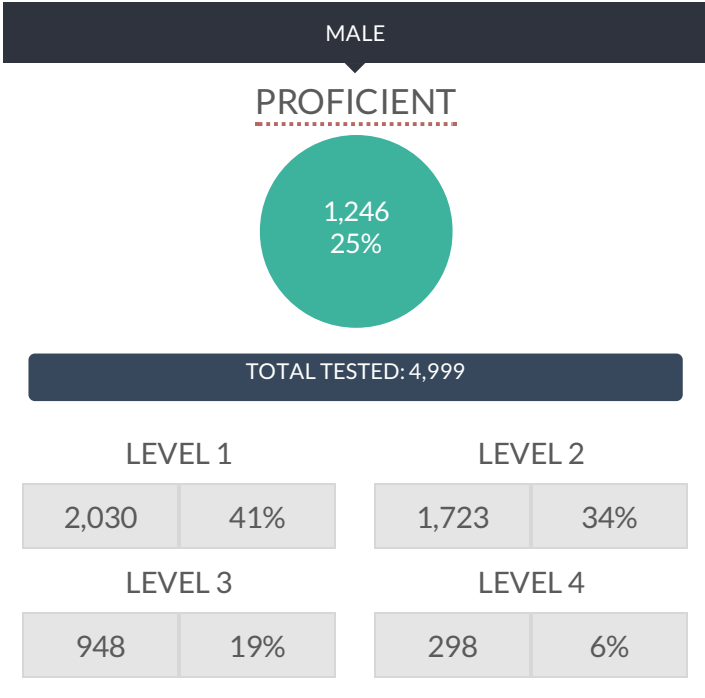 MALE
PROFICIENT
1,246
25%
TOTAL TESTED: 4,999
LEVEL 1
2,030 41%
LEVEL 2
1,723 34%
LEVEL 3
948 19%
LEVEL 4
298 6%